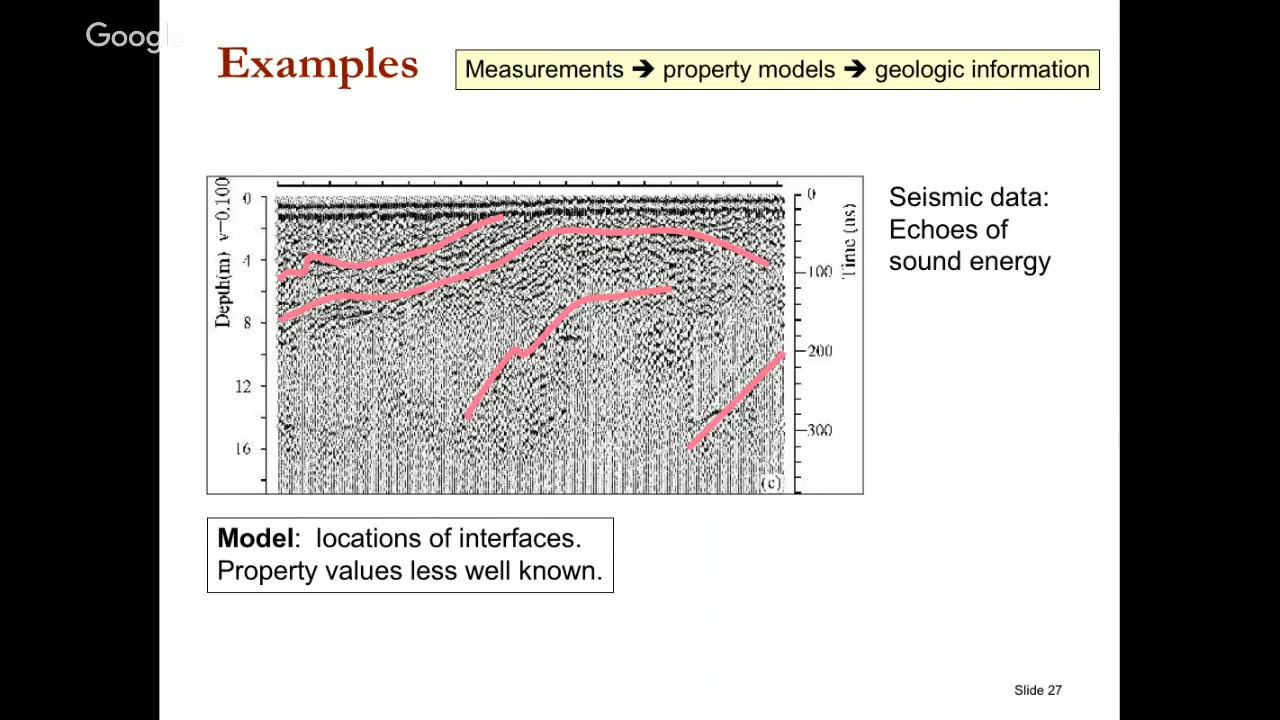 Google
Examples
Measurements → property models → geologic information
Depth(m) v=0.100
0
4
8
12
16
0
100
200
300
Time (ns)
(c)
Seismic data:
Echoes of
sound energy
Model: locations of interfaces.
Property values less well known.
Slide 27